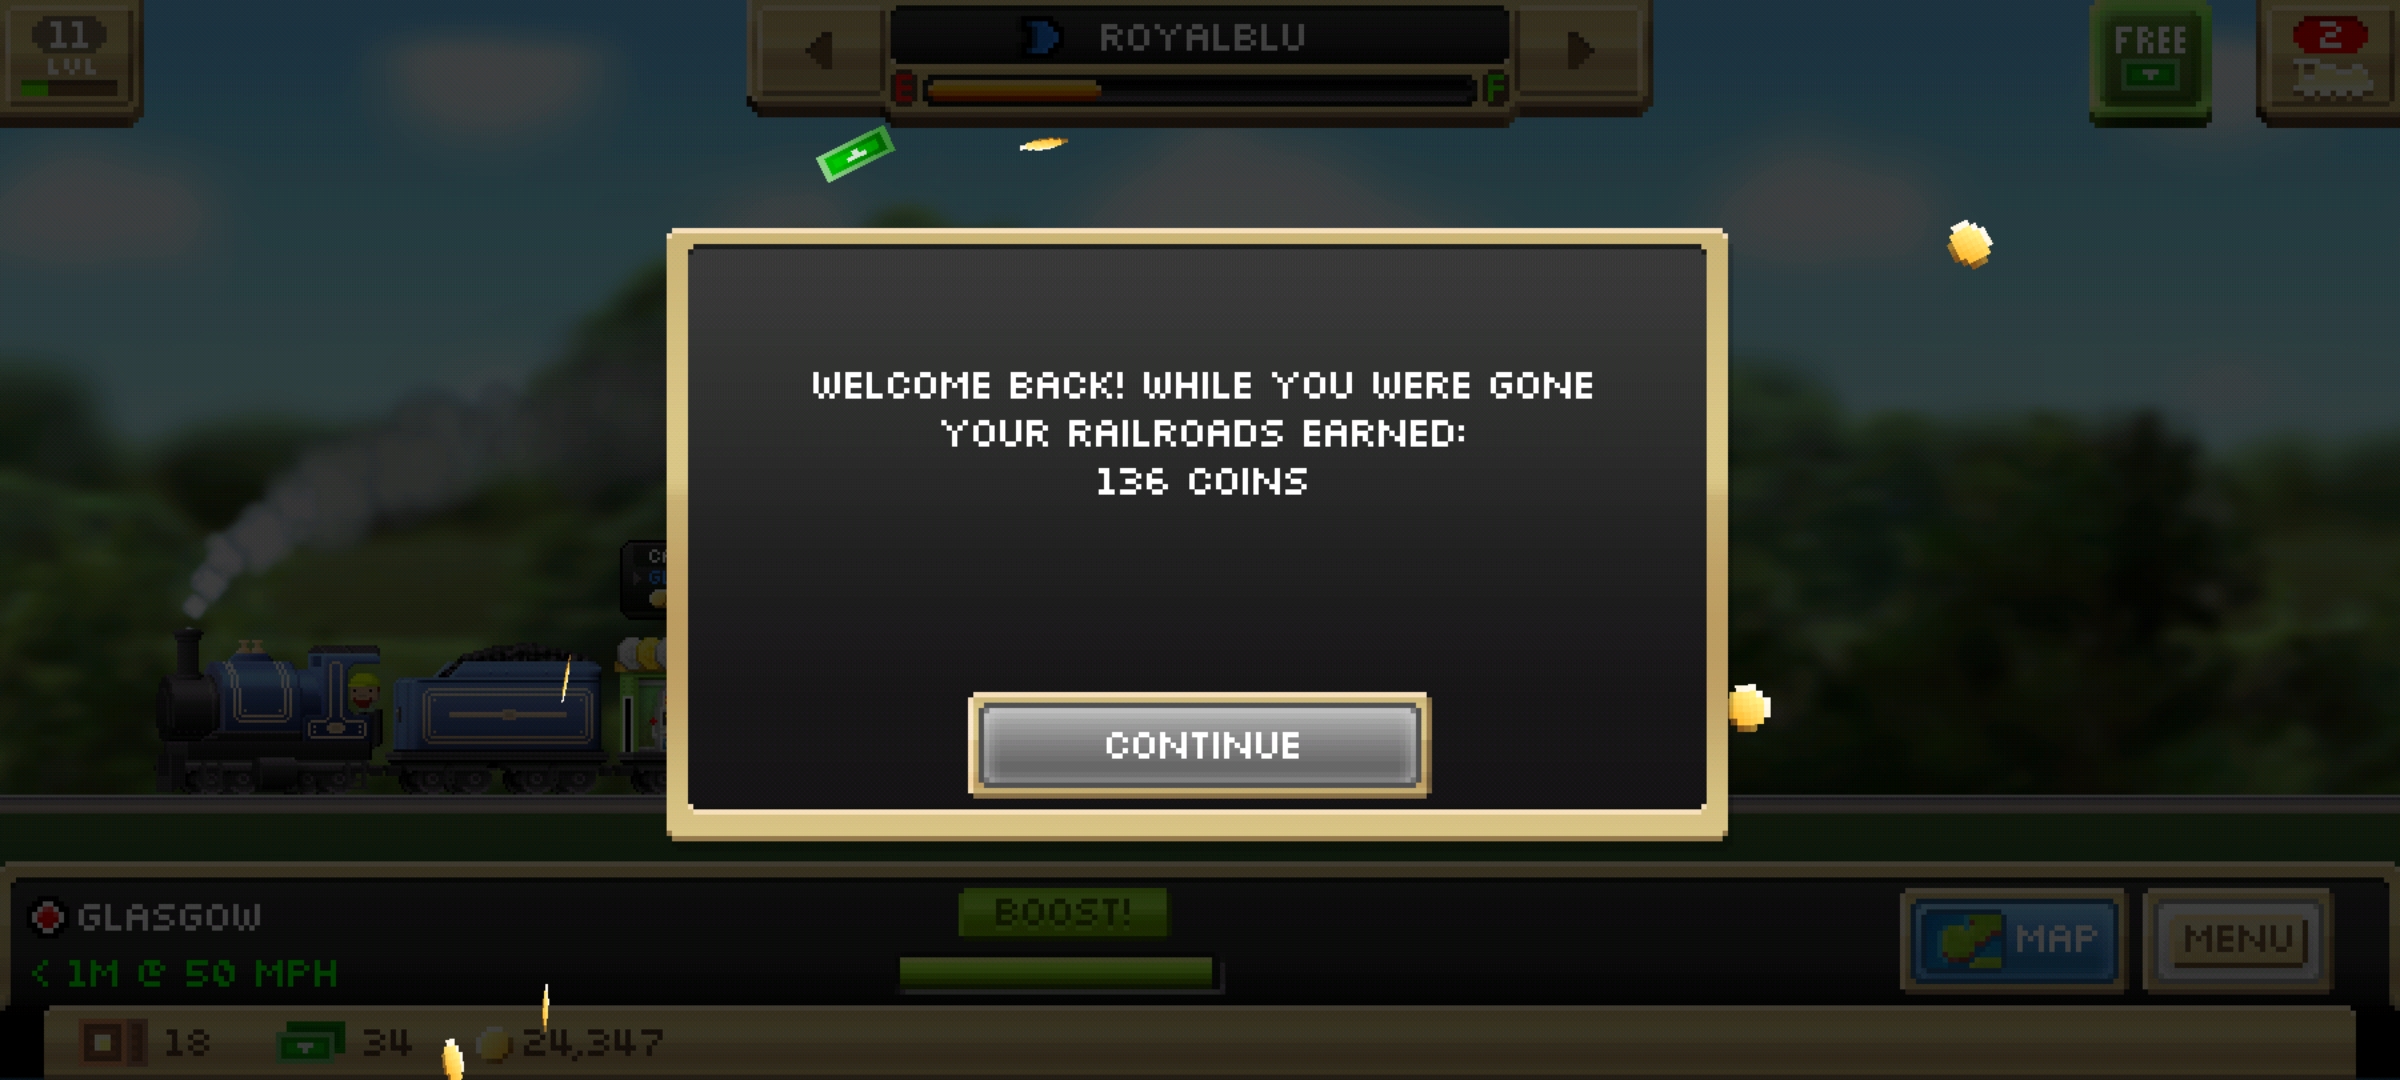 11
LVL
ROYALBLU
E F
FREE
2
WELCOME BACK! WHILE YOU WERE GONE
YOUR RAILROADS EARNED:
136 COINS
CONTINUE
GLASGOW
< 1M @ 50 MPH
BOOST!
MAP
MENU
18 34 24,347